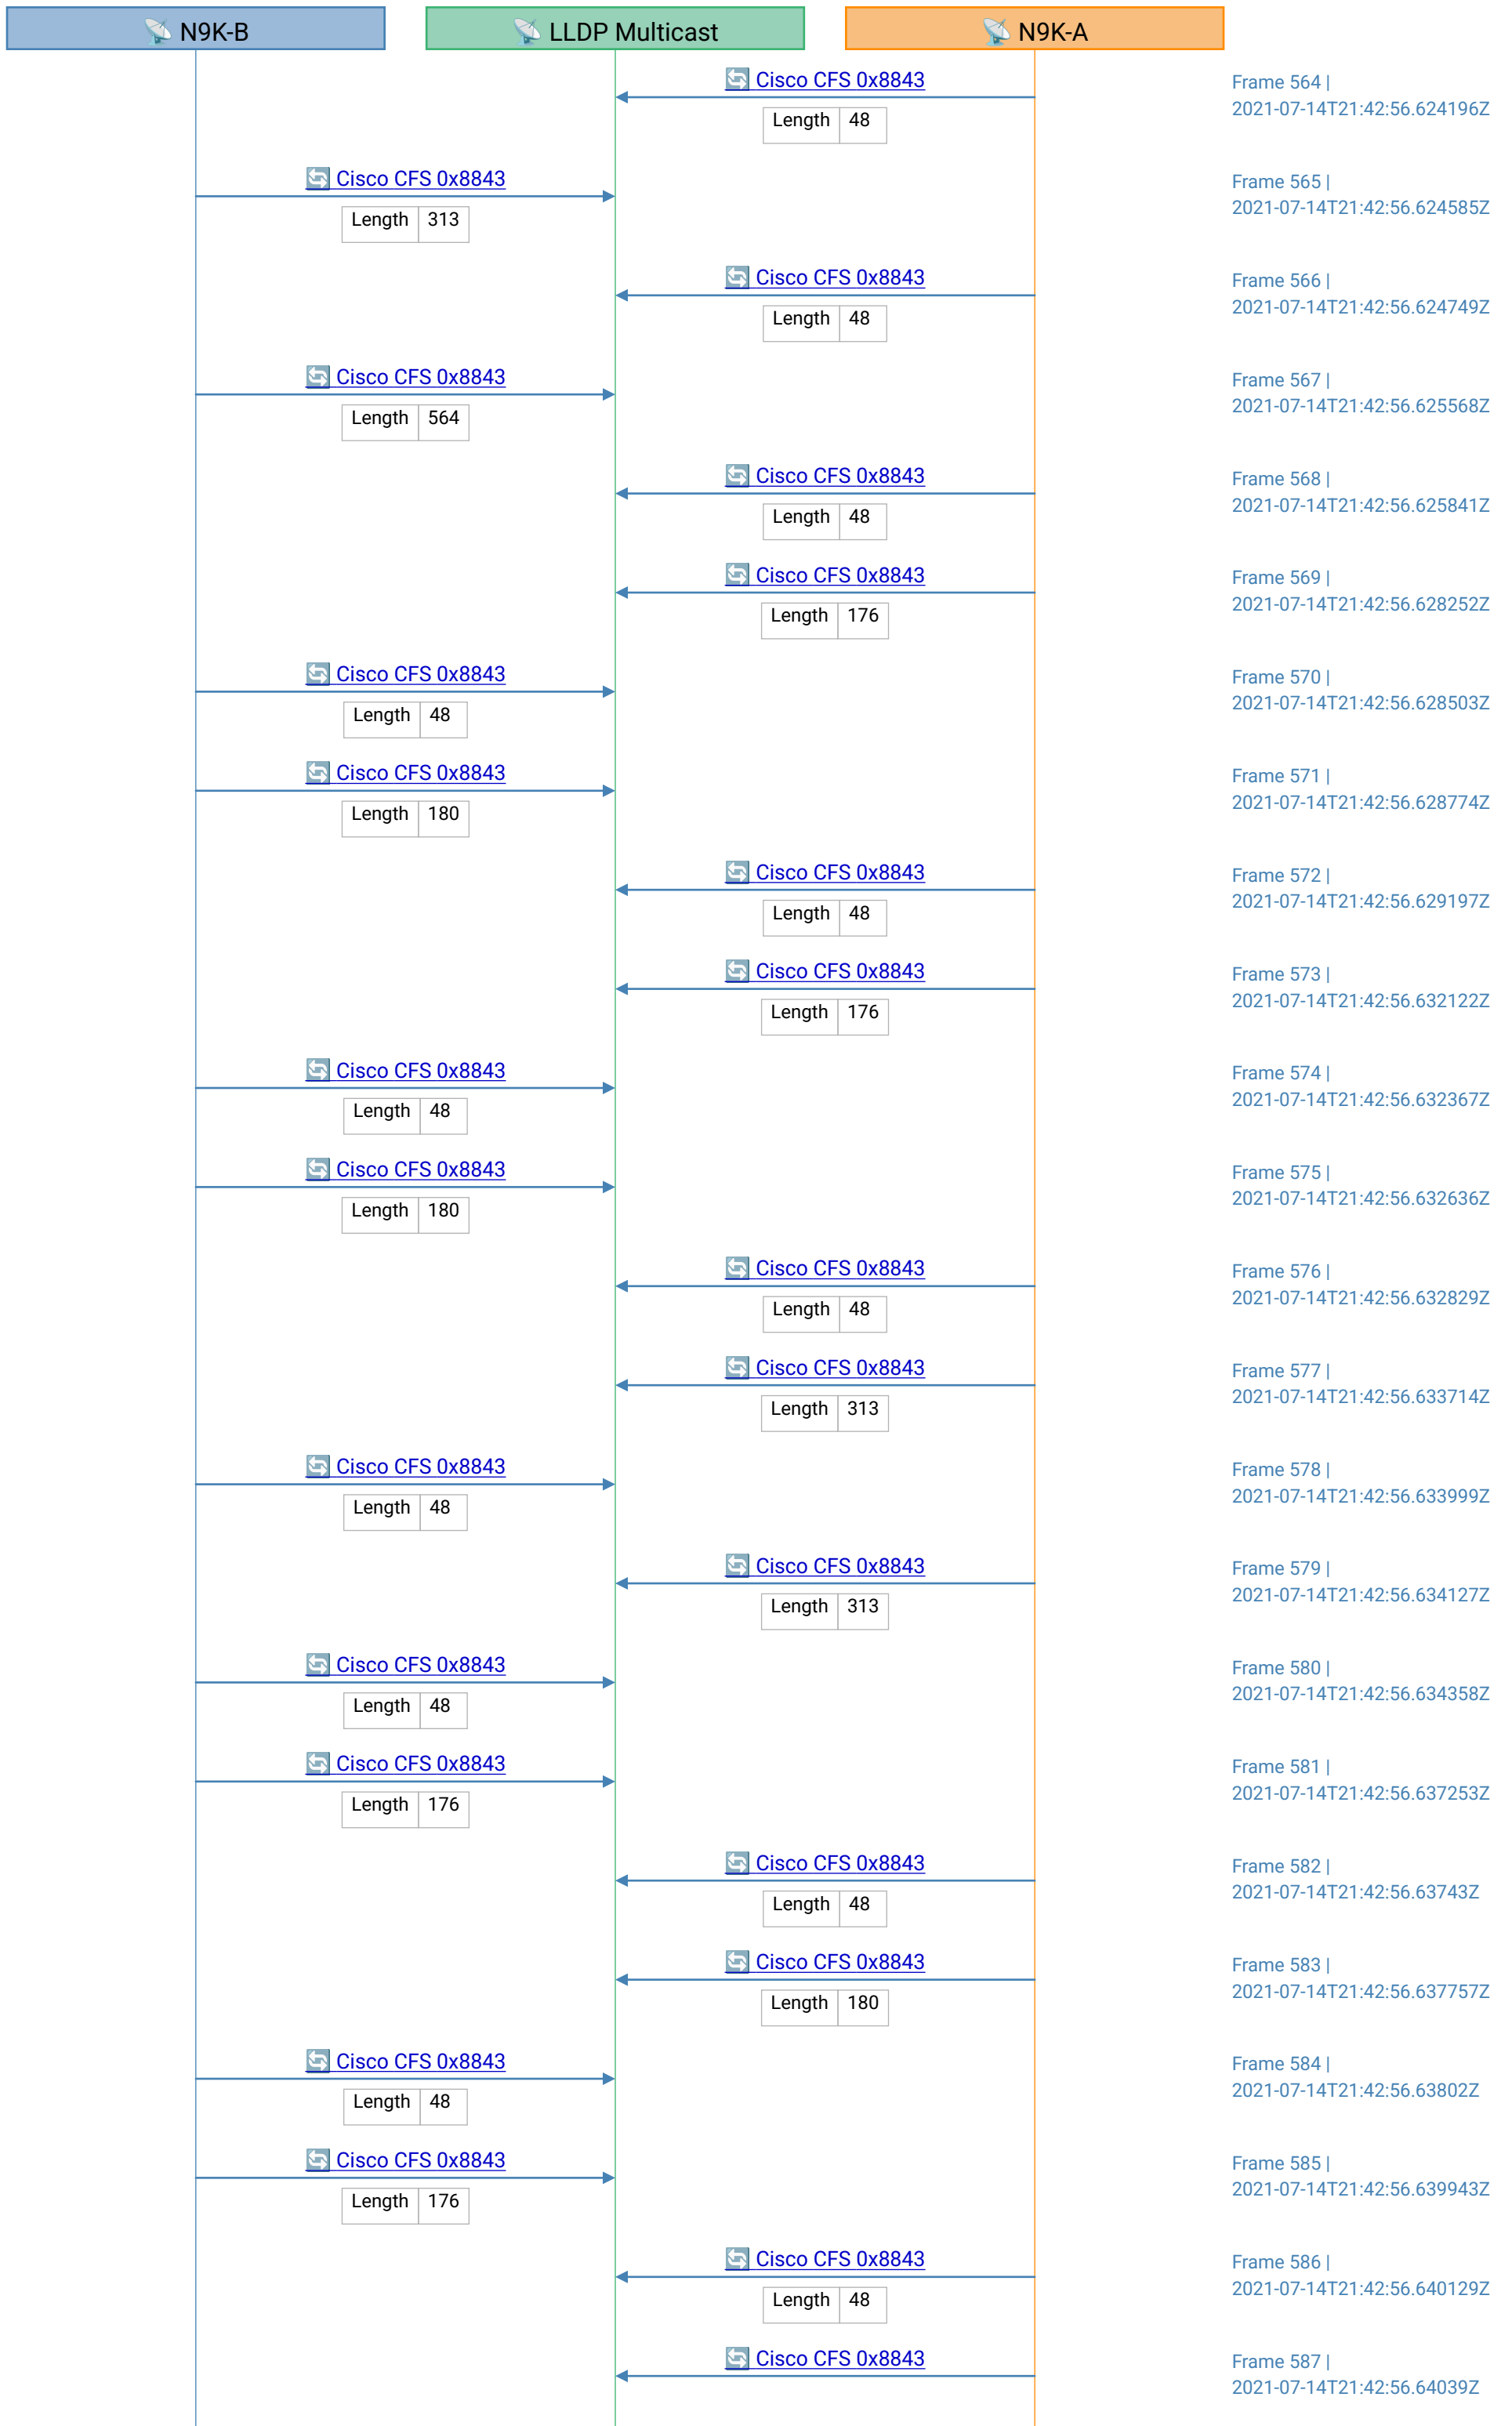 N9K-B
LLDP Multicast
N9K-A
Cisco CFS 0x8843
Length 48
Frame 564 |
2021-07-14T21:42:56.624196Z
Cisco CFS 0x8843
Length 313
Frame 565 |
2021-07-14T21:42:56.624585Z
Cisco CFS 0x8843
Length 48
Frame 566 |
2021-07-14T21:42:56.624749Z
Cisco CFS 0x8843
Length 564
Frame 567 |
2021-07-14T21:42:56.625568Z
Cisco CFS 0x8843
Length 48
Frame 568 |
2021-07-14T21:42:56.625841Z
Cisco CFS 0x8843
Length 176
Frame 569 |
2021-07-14T21:42:56.628252Z
Cisco CFS 0x8843
Length 48
Frame 570 |
2021-07-14T21:42:56.628503Z
Cisco CFS 0x8843
Length 180
Frame 571 |
2021-07-14T21:42:56.628774Z
Cisco CFS 0x8843
Length 48
Frame 572 |
2021-07-14T21:42:56.629197Z
Cisco CFS 0x8843
Length 176
Frame 573 |
2021-07-14T21:42:56.632122Z
Cisco CFS 0x8843
Length 48
Frame 574 |
2021-07-14T21:42:56.632367Z
Cisco CFS 0x8843
Length 180
Frame 575 |
2021-07-14T21:42:56.632636Z
Cisco CFS 0x8843
Length 48
Frame 576 |
2021-07-14T21:42:56.632829Z
Cisco CFS 0x8843
Length 313
Frame 577 |
2021-07-14T21:42:56.633714Z
Cisco CFS 0x8843
Length 48
Frame 578 |
2021-07-14T21:42:56.633999Z
Cisco CFS 0x8843
Length 313
Frame 579 |
2021-07-14T21:42:56.634127Z
Cisco CFS 0x8843
Length 48
Frame 580 |
2021-07-14T21:42:56.634358Z
Cisco CFS 0x8843
Length 176
Frame 581 |
2021-07-14T21:42:56.637253Z
Cisco CFS 0x8843
Length 48
Frame 582 |
2021-07-14T21:42:56.63743Z
Cisco CFS 0x8843
Length 180
Frame 583 |
2021-07-14T21:42:56.637757Z
Cisco CFS 0x8843
Length 48
Frame 584 |
2021-07-14T21:42:56.63802Z
Cisco CFS 0x8843
Length 176
Frame 585 |
2021-07-14T21:42:56.639943Z
Cisco CFS 0x8843
Length 48
Frame 586 |
2021-07-14T21:42:56.640129Z
Cisco CFS 0x8843
Frame 587 |
2021-07-14T21:42:56.64039Z